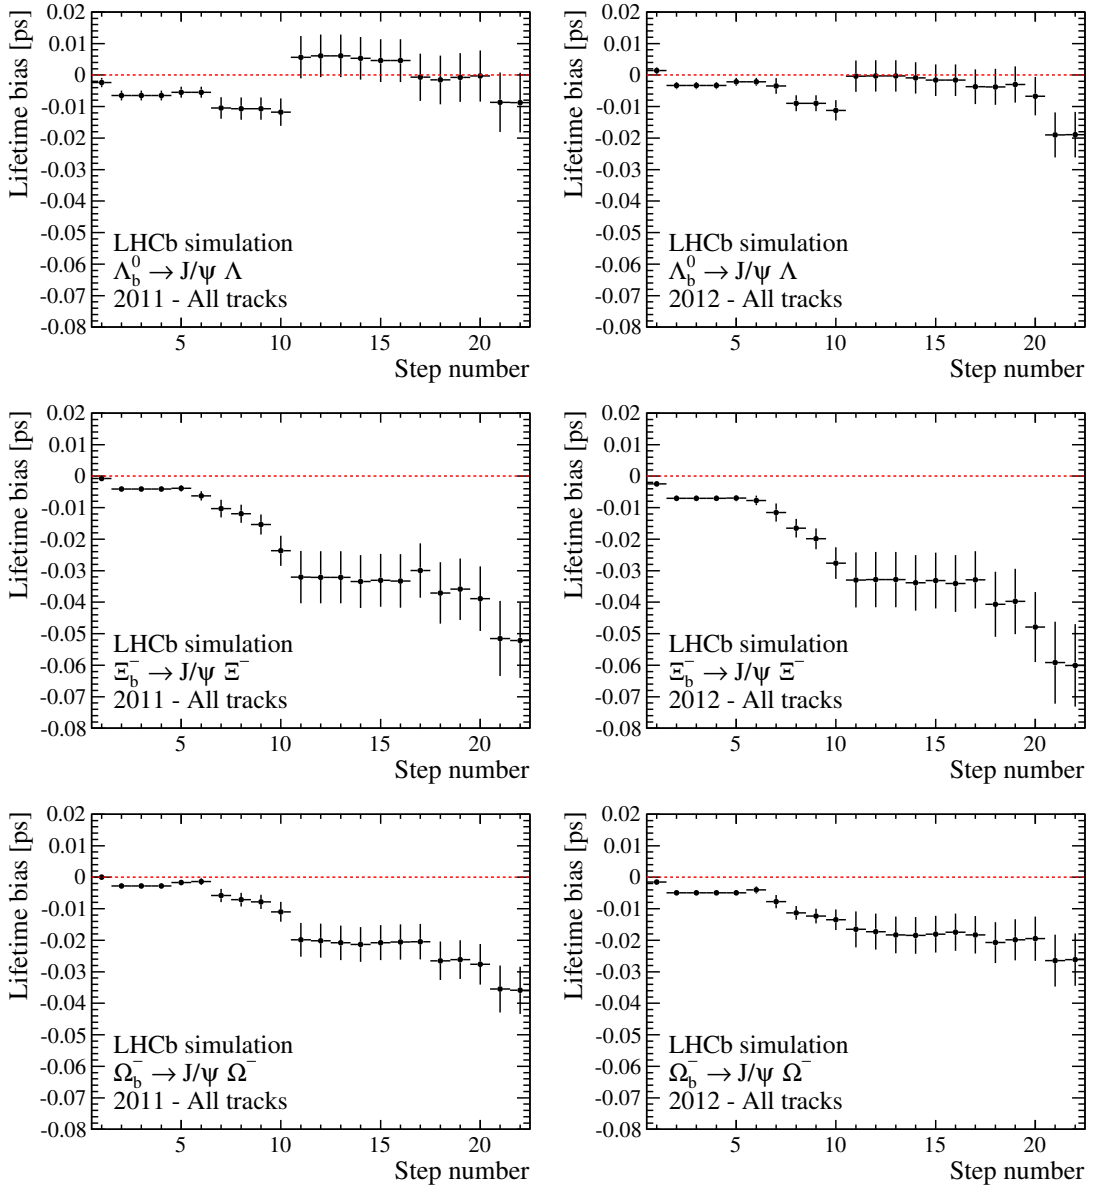 Lifetime bias [ps]
0.02
0.01
0
-0.01
-0.02
-0.03
-0.04
-0.05
-0.06
-0.07
-0.08
LHCb simulation
Λ_b^0 → J/ψ Λ
2011 - All tracks
5 10 15 20
Step number
Lifetime bias [ps]
0.02
0.01
0
-0.01
-0.02
-0.03
-0.04
-0.05
-0.06
-0.07
-0.08
LHCb simulation
Λ_b^0 → J/ψ Λ
2012 - All tracks
5 10 15 20
Step number
Lifetime bias [ps]
0.02
0.01
0
-0.01
-0.02
-0.03
-0.04
-0.05
-0.06
-0.07
-0.08
LHCb simulation
Ξ_b^- → J/ψ Ξ^-
2011 - All tracks
5 10 15 20
Step number
Lifetime bias [ps]
0.02
0.01
0
-0.01
-0.02
-0.03
-0.04
-0.05
-0.06
-0.07
-0.08
LHCb simulation
Ξ_b^- → J/ψ Ξ^-
2012 - All tracks
5 10 15 20
Step number
Lifetime bias [ps]
0.02
0.01
0
-0.01
-0.02
-0.03
-0.04
-0.05
-0.06
-0.07
-0.08
LHCb simulation
Ω_b^- → J/ψ Ω^-
2011 - All tracks
5 10 15 20
Step number
Lifetime bias [ps]
0.02
0.01
0
-0.01
-0.02
-0.03
-0.04
-0.05
-0.06
-0.07
-0.08
LHCb simulation
Ω_b^- → J/ψ Ω^-
2012 - All tracks
5 10 15 20
Step number